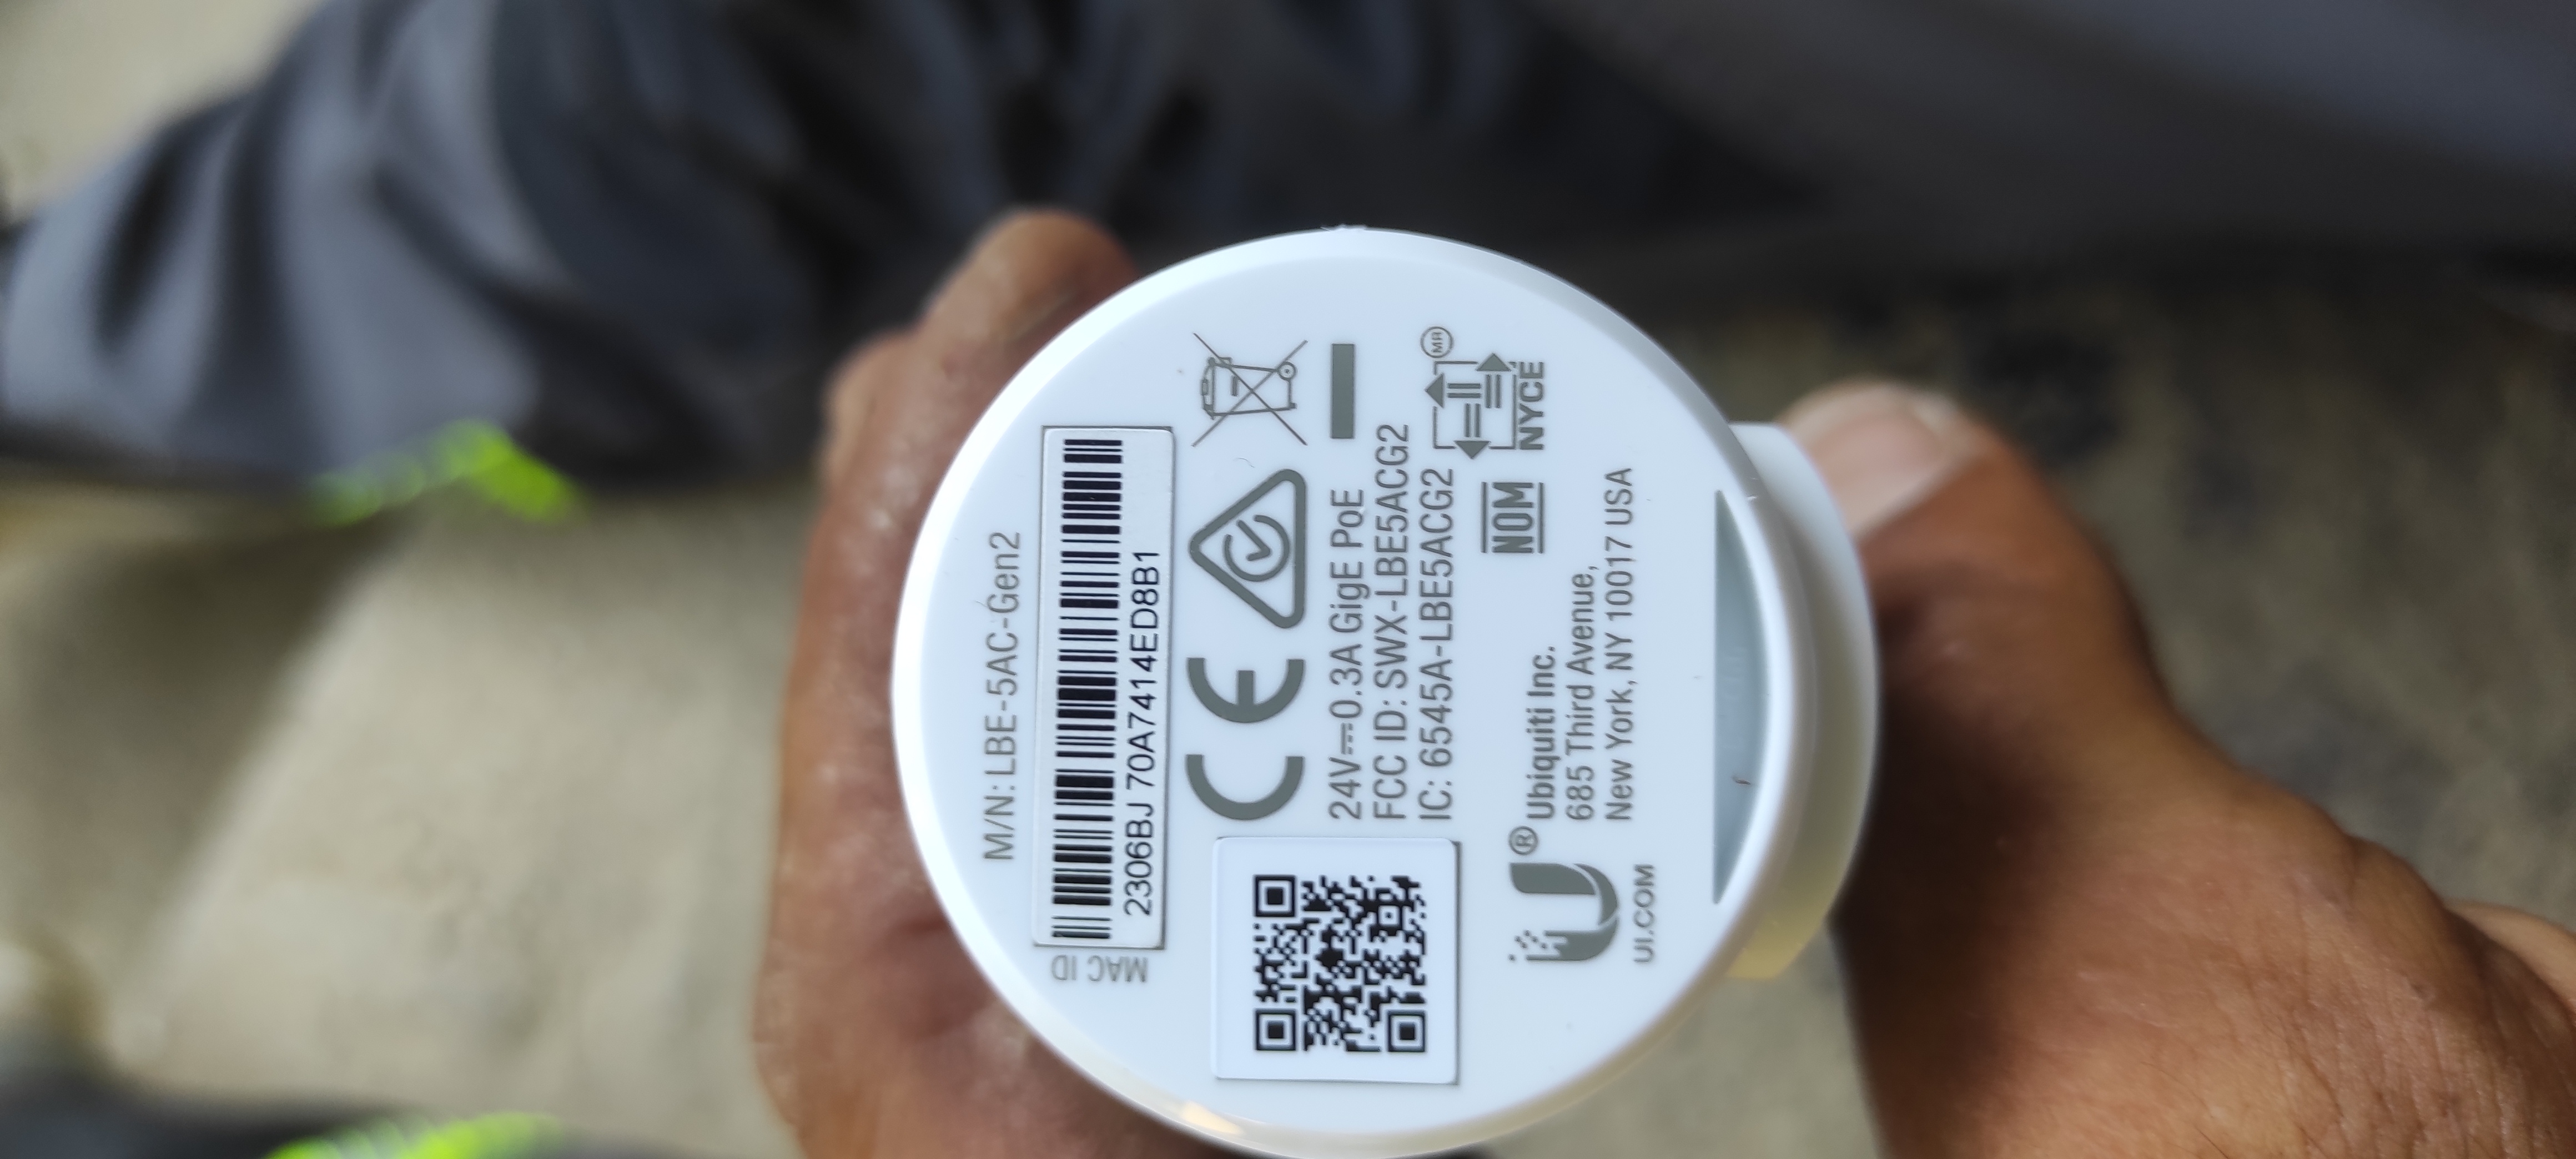 M/N: LBE-5AC-Gen2
MAC ID
2306BJ 70A7414ED8B1
24V⎓0.3A GigE PoE
FCC ID: SWX-LBE5ACG2
IC: 6545A-LBE5ACG2
NOM
NYCE
MR
Ubiquiti Inc.
685 Third Avenue,
New York, NY 10017 USA
UI.COM